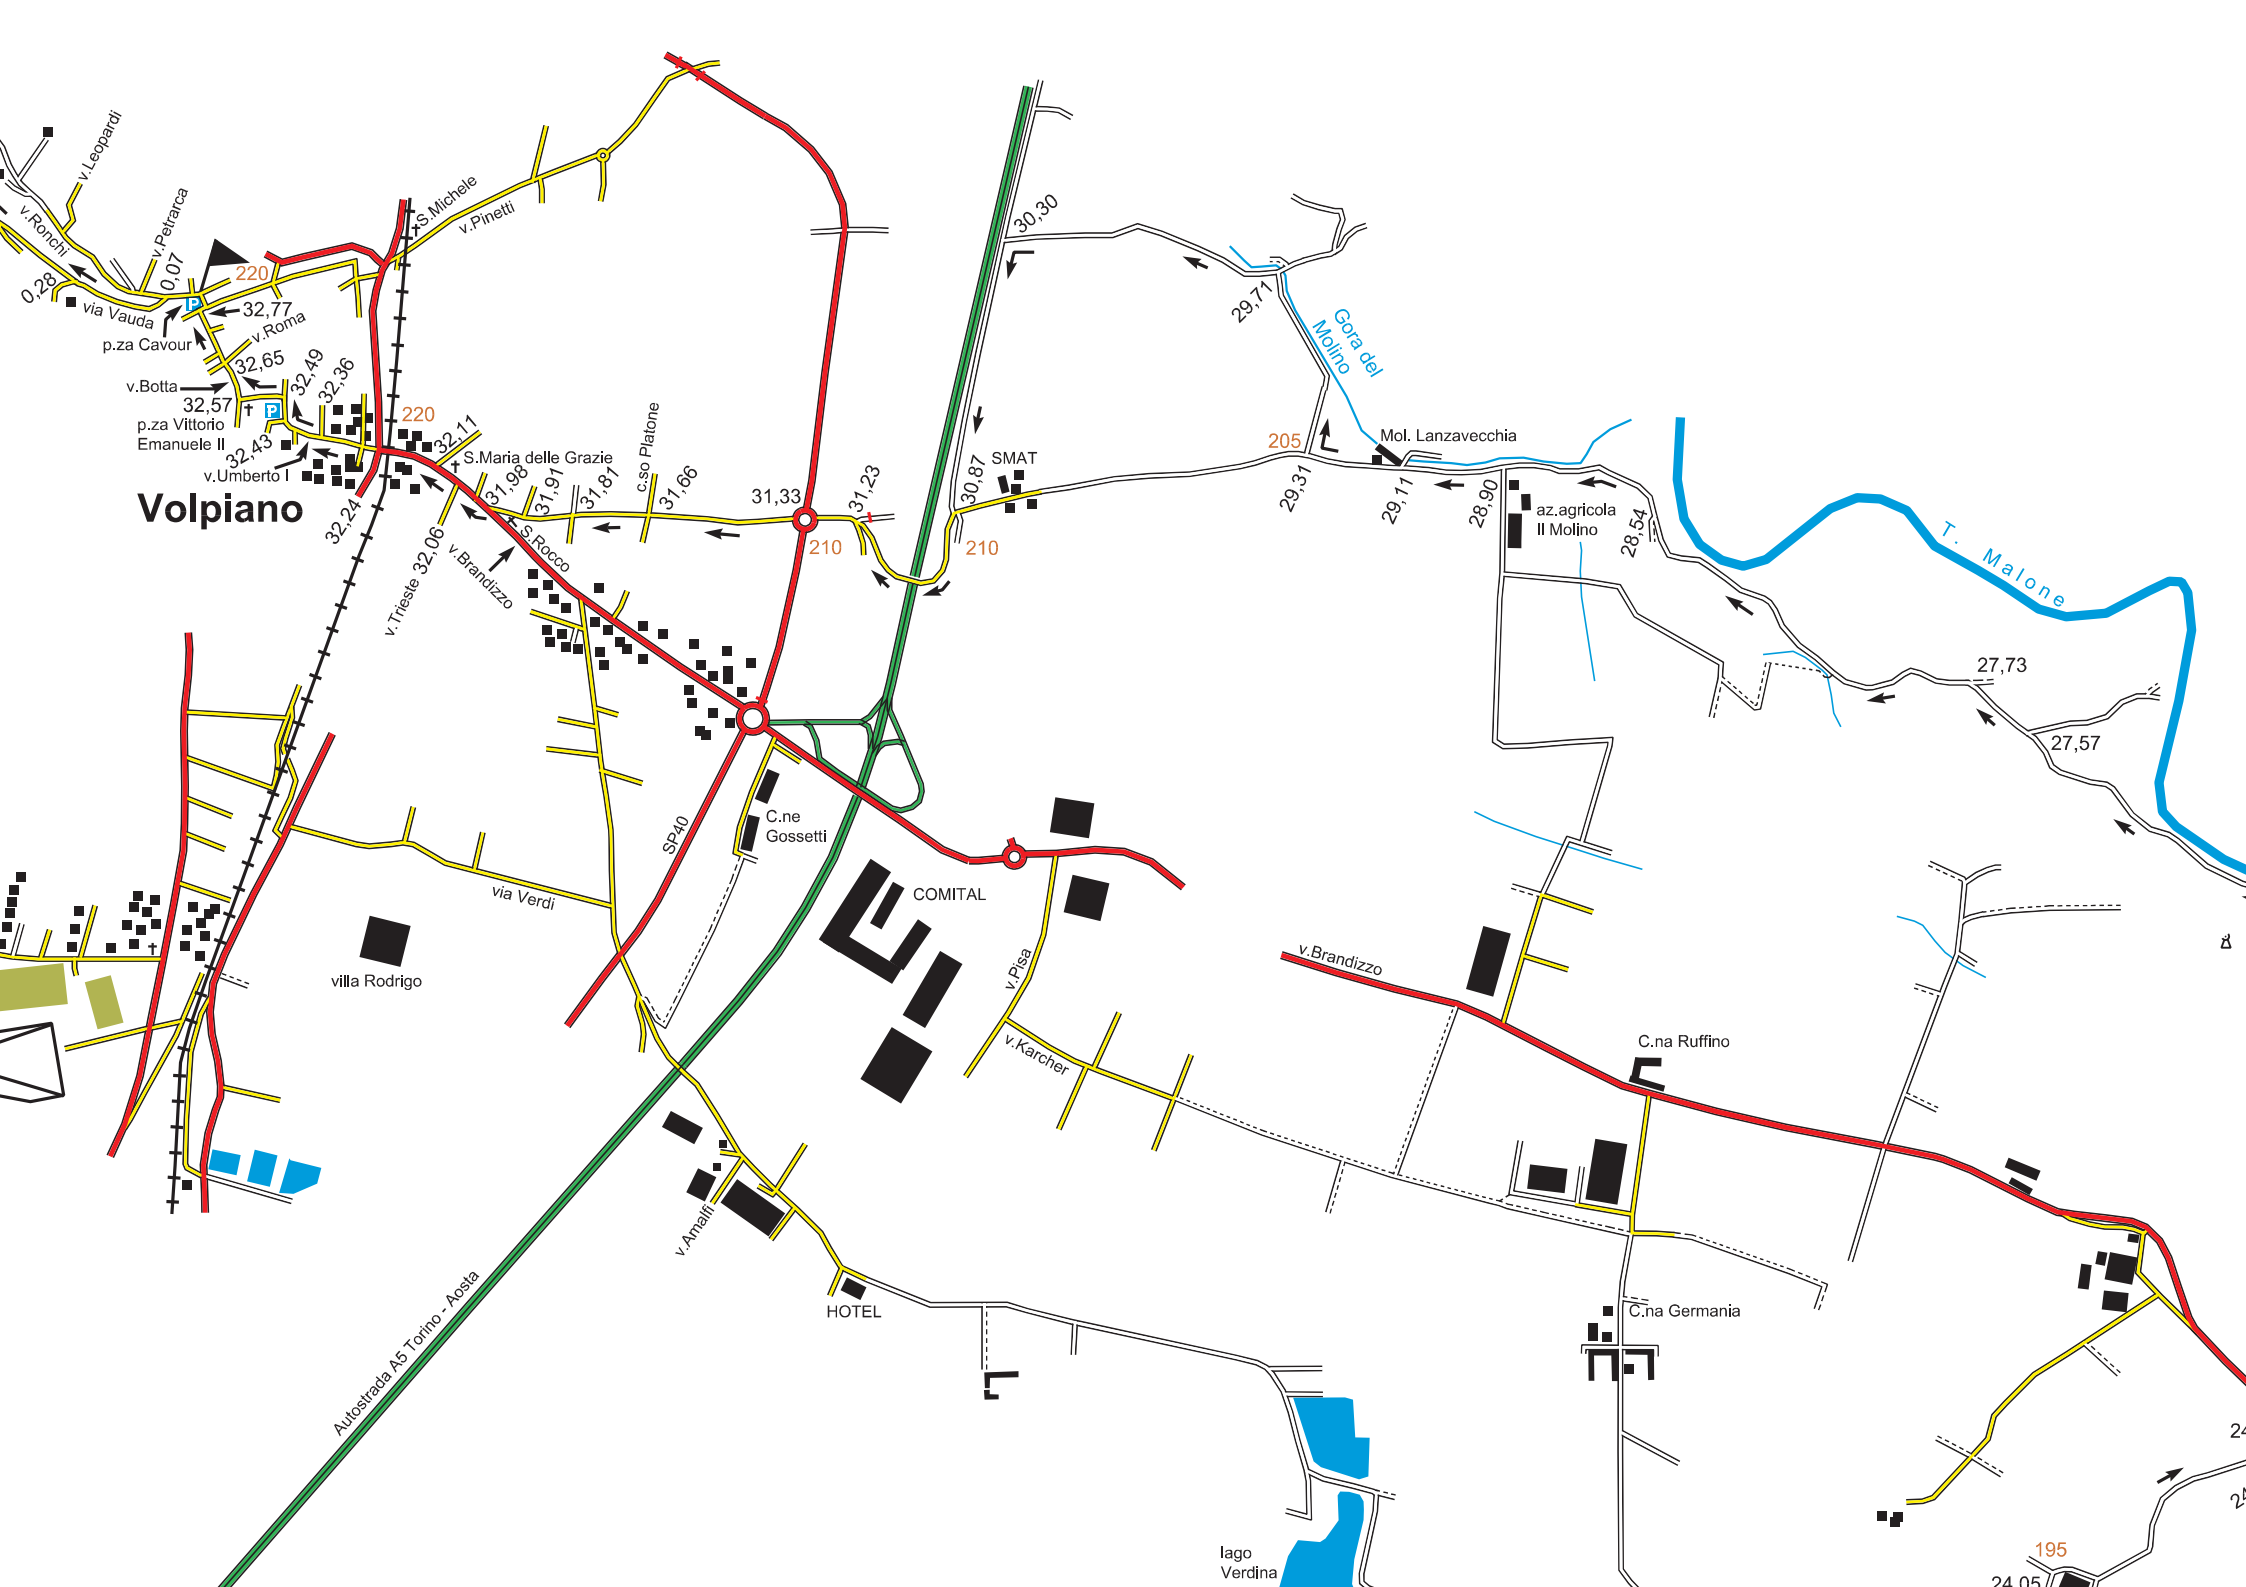 v.Leopardi
v.Petrarca
v.Ronchi
0,28
0,07
via Vauda
p.za Cavour
220
32,77
v.Roma
32,65
v.Botta
32,57
p.za Vittorio
Emanuele II
32,43
v.Umberto I
32,49
32,36
Volpiano
32,24
S.Michele
v.Pinetti
220
32,11
S.Maria delle Grazie
32,06
v.Trieste
31,98
31,91
31,81
c.so Platone
31,66
S.Rocco
v.Brandizzo
31,33
210
31,23
30,87
210
SMAT
30,30
29,71
Gora del
Molino
205
29,31
Mol. Lanzavecchia
29,11
28,90
az.agricola
Il Molino
28,54
T. Malone
27,73
27,57
SP40
C.ne
Gossetti
COMITAL
via Verdi
villa Rodrigo
v.Pisa
v.Karcher
v.Brandizzo
C.na Ruffino
v.Amalfi
HOTEL
Autostrada A5 Torino - Aosta
C.na Germania
lago
Verdina
195
24,05
24
24
P
P